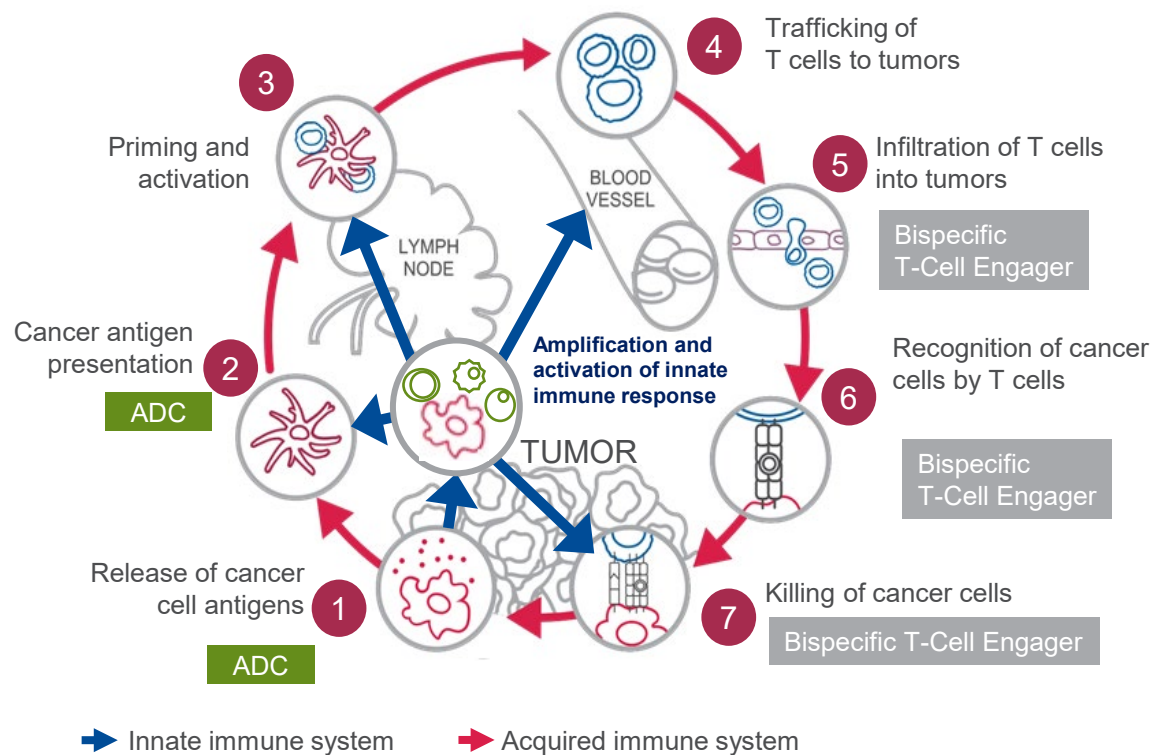 4
Trafficking of
T cells to tumors
3
Priming and
activation
5
Infiltration of T cells
into tumors
BLOOD
VESSEL
LYMPH
NODE
Bispecific
T-Cell Engager
Cancer antigen
presentation
2
ADC
Amplification and
activation of innate
immune response
Recognition of cancer
cells by T cells
6
TUMOR
Bispecific
T-Cell Engager
Release of cancer
cell antigens
1
ADC
7
Killing of cancer cells
Bispecific T-Cell Engager
Innate immune system
Acquired immune system